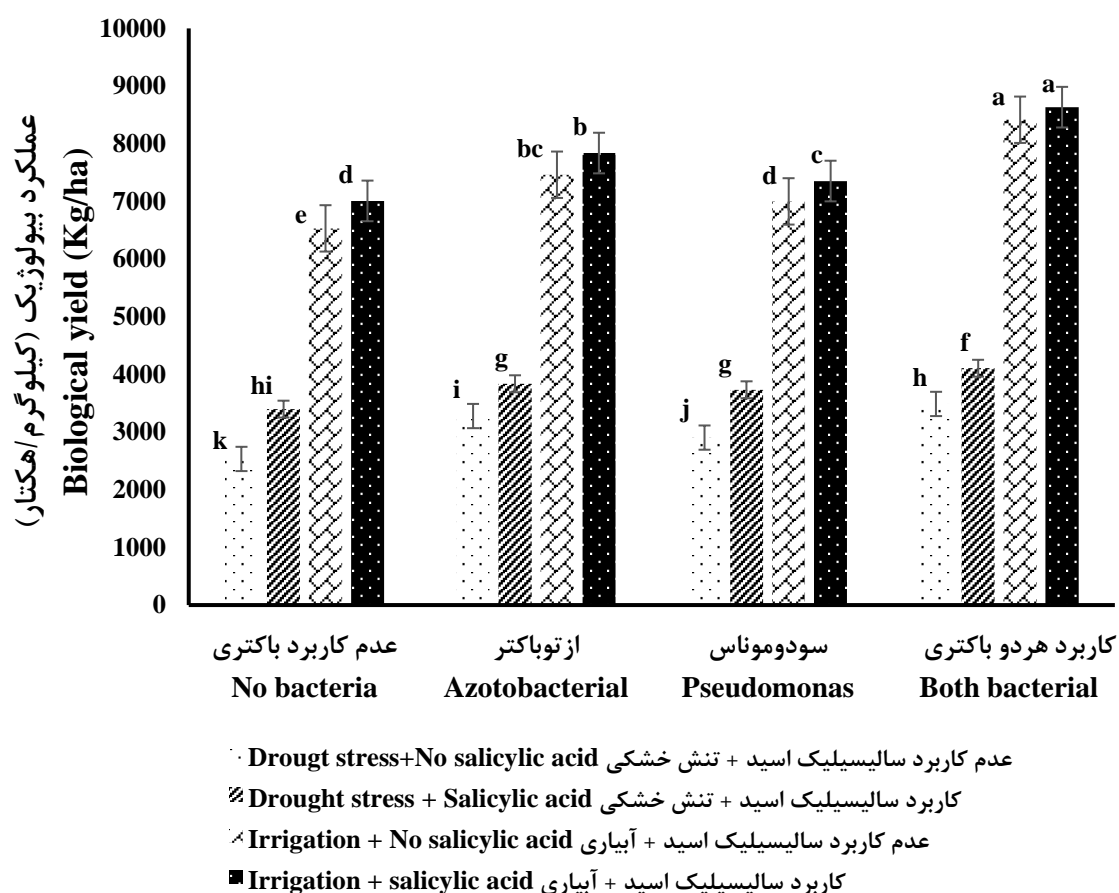 عملکرد بیولوژیک (کیلوگرم/هکتار)
Biological yield (Kg/ha)
10000
9000
8000
7000
6000
5000
4000
3000
2000
1000
0
k
hi
e
d
i
g
bc
b
j
g
d
c
h
f
a
a
عدم کاربرد باکتری
No bacteria
ازتوباکتر
Azotobacterial
سودوموناس
Pseudomonas
کاربرد هردو باکتری
Both bacterial
Drougt stress+No salicylic acid عدم کاربرد سالیسیلیک اسید + تنش خشکی
Drought stress + Salicylic acid کاربرد سالیسیلیک اسید + تنش خشکی
Irrigation + No salicylic acid عدم کاربرد سالیسیلیک اسید + آبیاری
Irrigation + salicylic acid کاربرد سالیسیلیک اسید + آبیاری